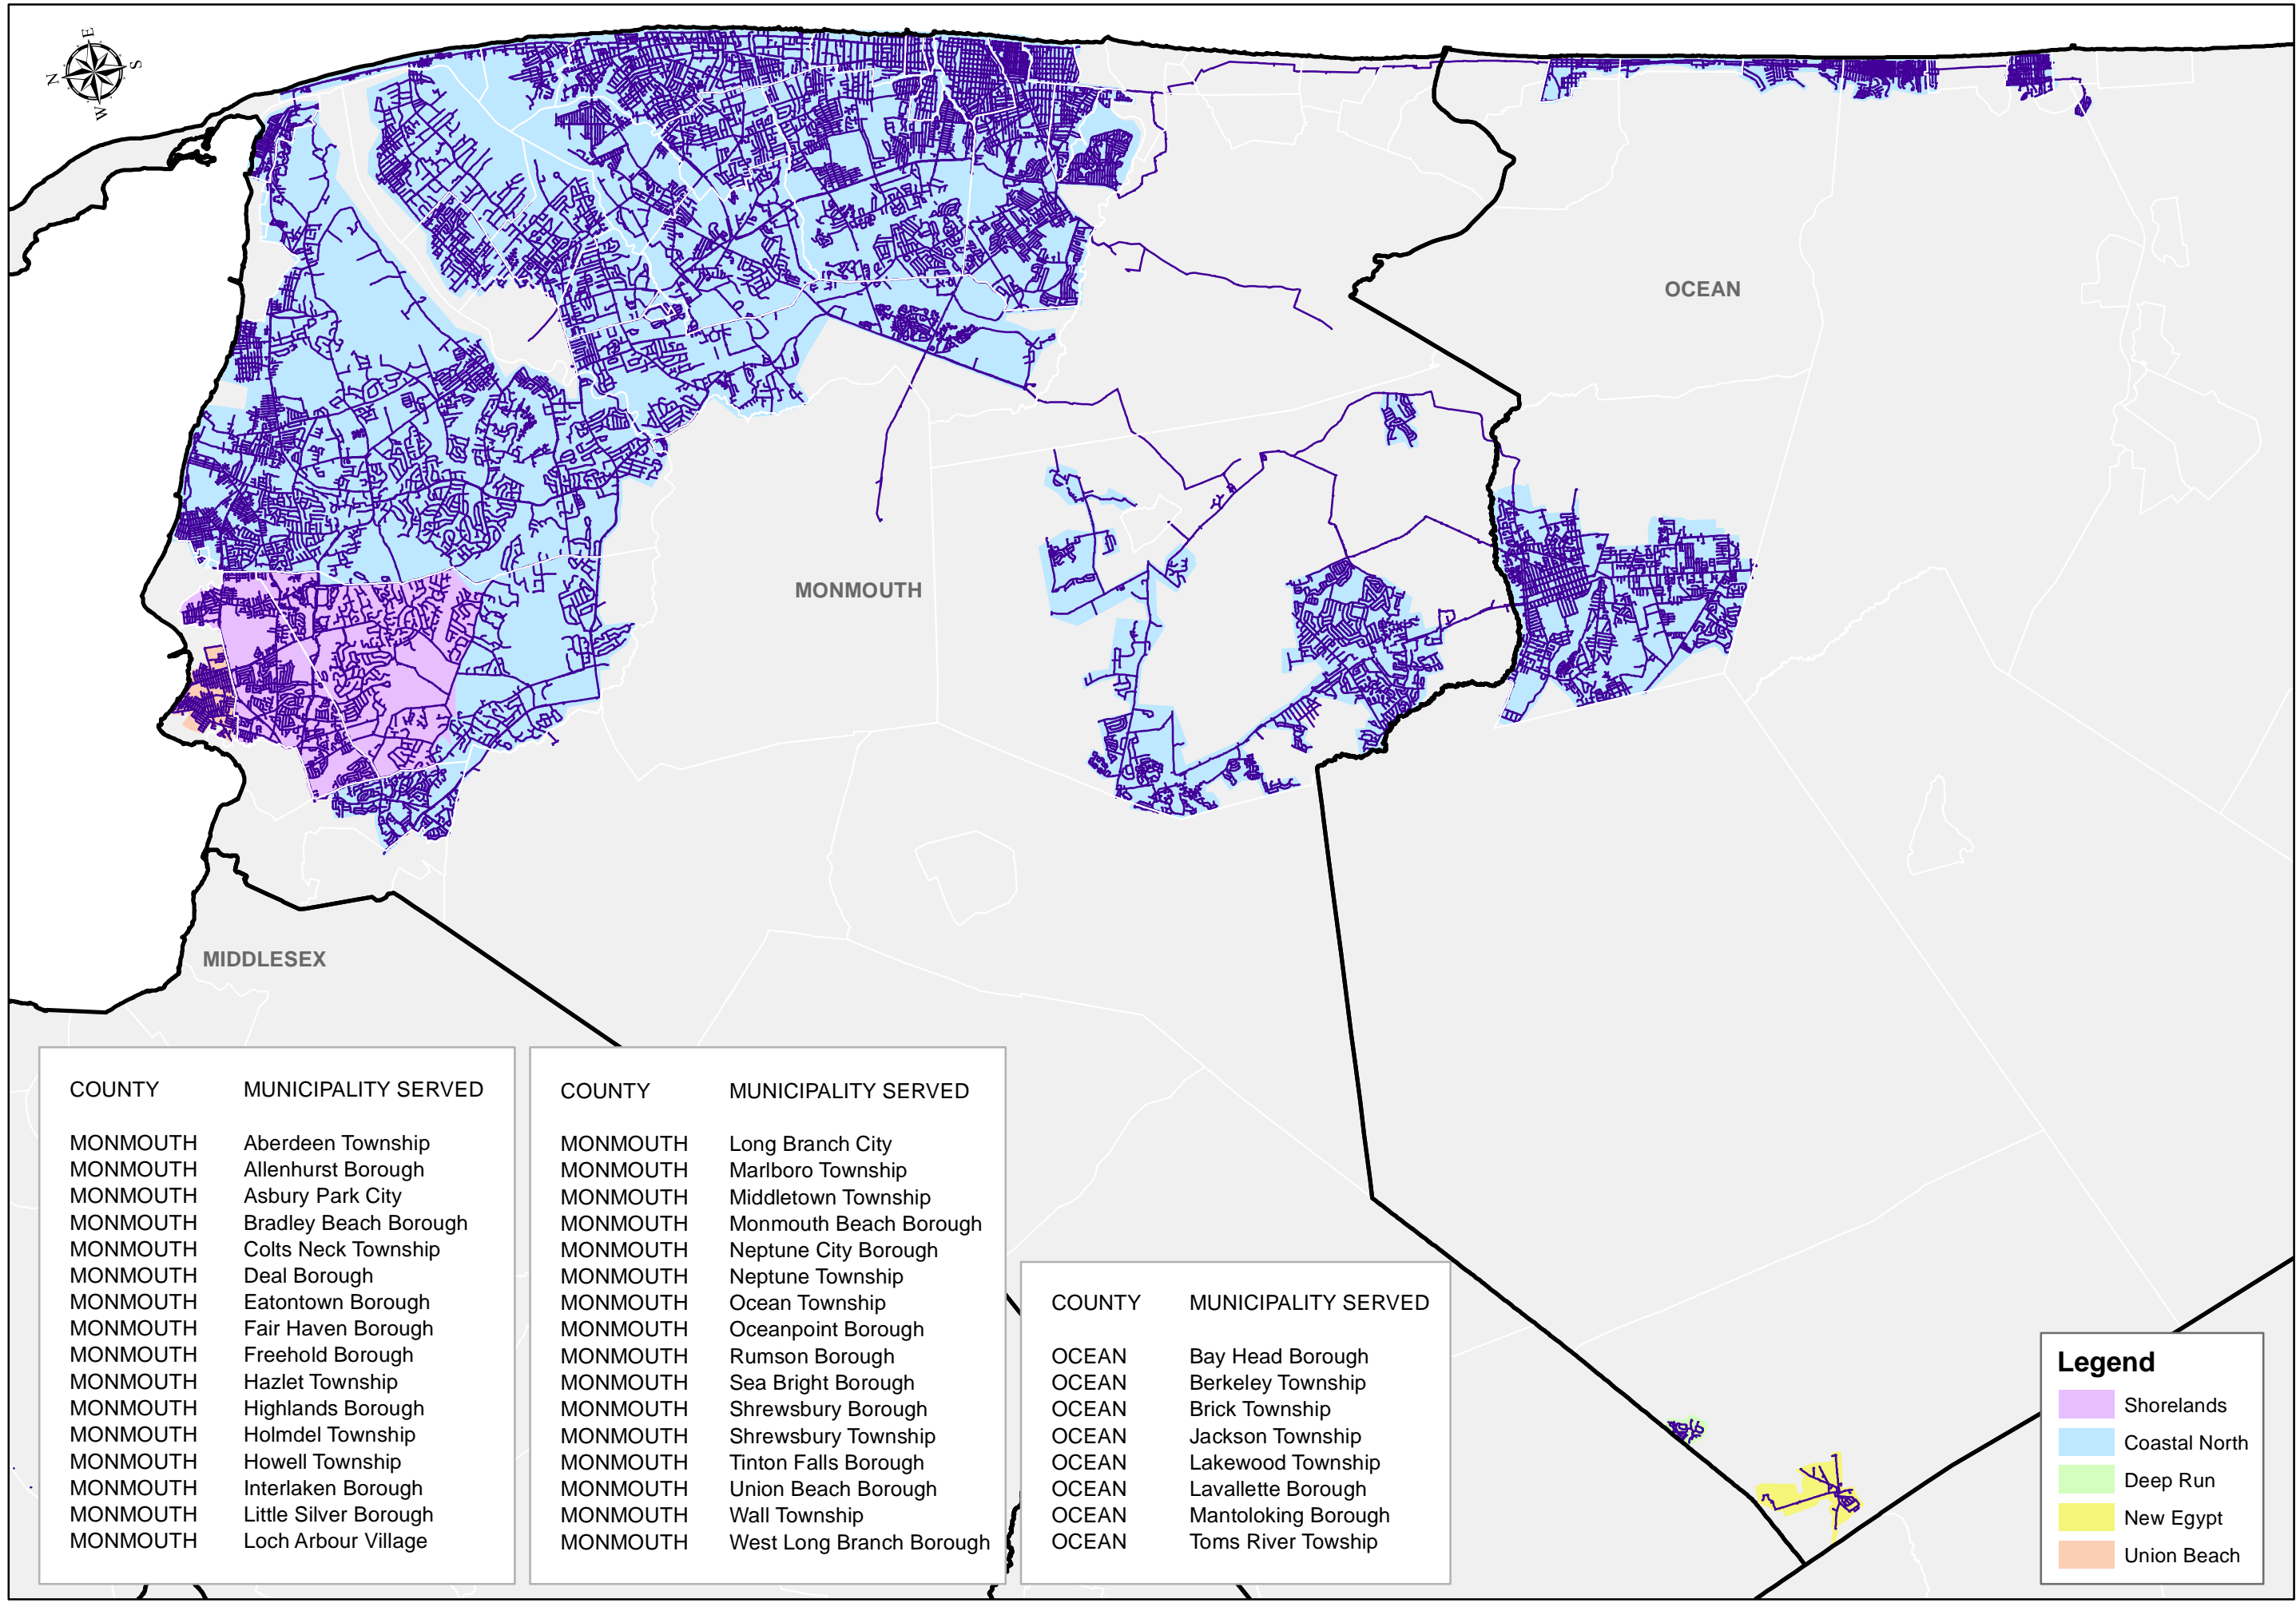 E
N
S
W
OCEAN
MONMOUTH
MIDDLESEX
COUNTY MUNICIPALITY SERVED
MONMOUTH Aberdeen Township
MONMOUTH Allenhurst Borough
MONMOUTH Asbury Park City
MONMOUTH Bradley Beach Borough
MONMOUTH Colts Neck Township
MONMOUTH Deal Borough
MONMOUTH Eatontown Borough
MONMOUTH Fair Haven Borough
MONMOUTH Freehold Borough
MONMOUTH Hazlet Township
MONMOUTH Highlands Borough
MONMOUTH Holmdel Township
MONMOUTH Howell Township
MONMOUTH Interlaken Borough
MONMOUTH Little Silver Borough
MONMOUTH Loch Arbour Village
COUNTY MUNICIPALITY SERVED
MONMOUTH Long Branch City
MONMOUTH Marlboro Township
MONMOUTH Middletown Township
MONMOUTH Monmouth Beach Borough
MONMOUTH Neptune City Borough
MONMOUTH Neptune Township
MONMOUTH Ocean Township
MONMOUTH Oceanpoint Borough
MONMOUTH Rumson Borough
MONMOUTH Sea Bright Borough
MONMOUTH Shrewsbury Borough
MONMOUTH Shrewsbury Township
MONMOUTH Tinton Falls Borough
MONMOUTH Union Beach Borough
MONMOUTH Wall Township
MONMOUTH West Long Branch Borough
COUNTY MUNICIPALITY SERVED
OCEAN Bay Head Borough
OCEAN Berkeley Township
OCEAN Brick Township
OCEAN Jackson Township
OCEAN Lakewood Township
OCEAN Lavallette Borough
OCEAN Mantoloking Borough
OCEAN Toms River Towship
Legend
Shorelands
Coastal North
Deep Run
New Egypt
Union Beach